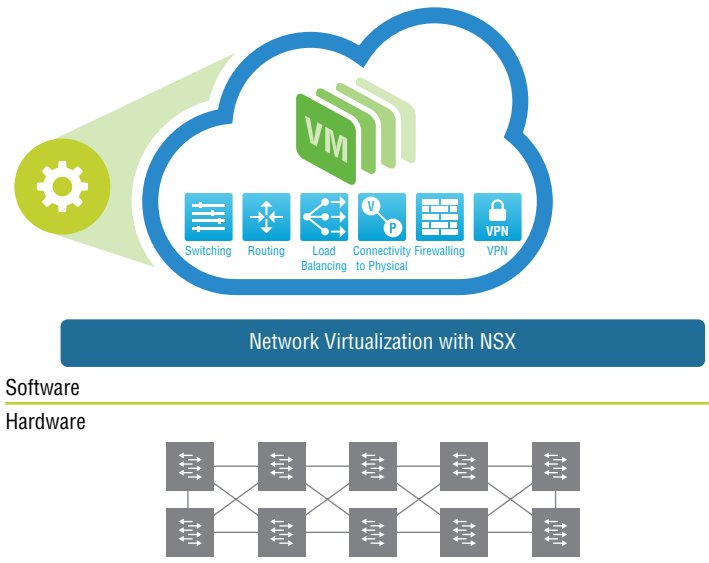 VM
V
P
VPN
Switching
Routing
Load
Balancing
Connectivity
to Physical
Firewalling
VPN
Network Virtualization with NSX
Software
Hardware